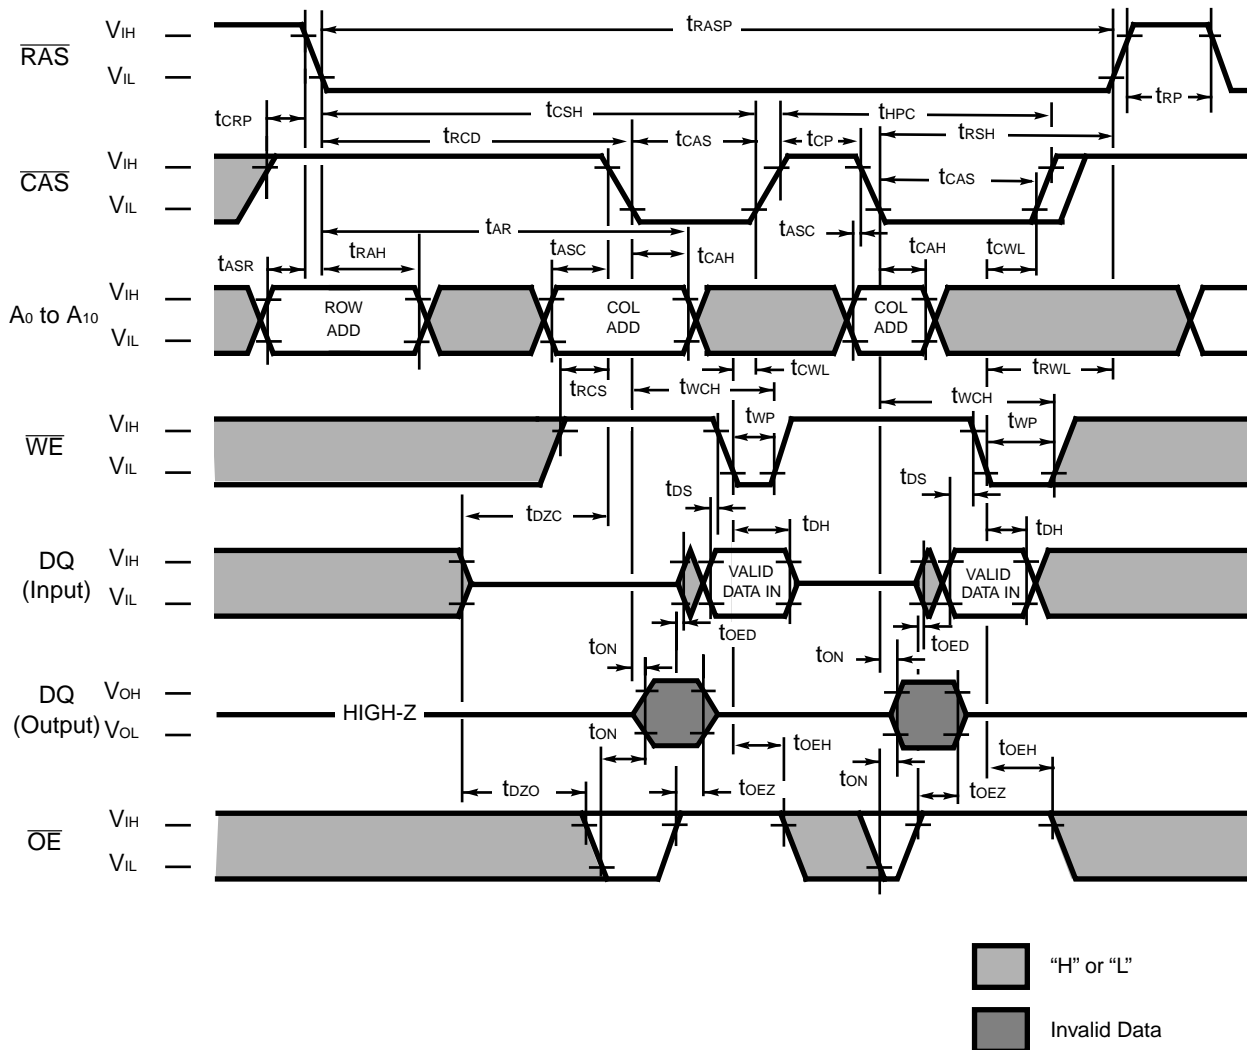 VIH
tRASP
RAS
VIL
tRP
tCRP
tCSH
tHPC
tRCD
tCAS
tCP
tRSH
VIH
CAS
VIL
tCAS
tAR
tASC
tASR
tRAH
tASC
tCAH
tCAH
tCWL
VIH
A0 to A10
VIL
ROW
ADD
COL
ADD
COL
ADD
tRCS
tWCH
tCWL
tRWL
tWCH
VIH
WE
VIL
tWP
tWP
tDZC
tDS
tDH
tDS
tDH
VIH
DQ
(Input)
VIL
VALID
DATA IN
VALID
DATA IN
tON
tOED
tON
tOED
VOH
DQ
(Output)
VOL
HIGH-Z
tON
tOEH
tON
tOEH
tDZO
tOEZ
tOEZ
VIH
OE
VIL
“H” or “L”
Invalid Data